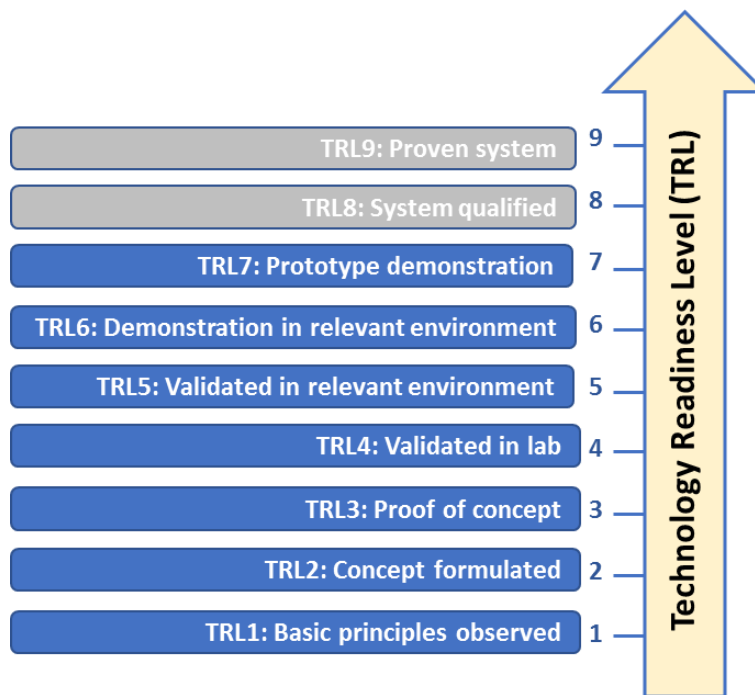 TRL9: Proven system
9
TRL8: System qualified
8
TRL7: Prototype demonstration
7
TRL6: Demonstration in relevant environment
6
TRL5: Validated in relevant environment
5
TRL4: Validated in lab
4
TRL3: Proof of concept
3
TRL2: Concept formulated
2
TRL1: Basic principles observed
1
Technology Readiness Level (TRL)